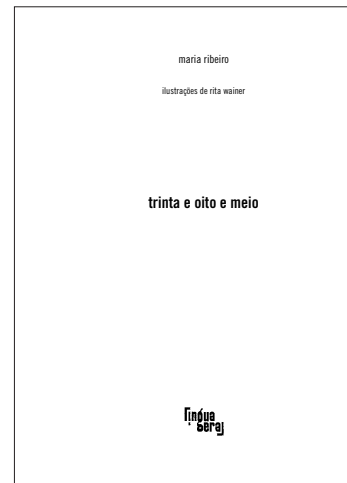 maria ribeiro
ilustrações de rita wainer
trinta e oito e meio
língua
geral